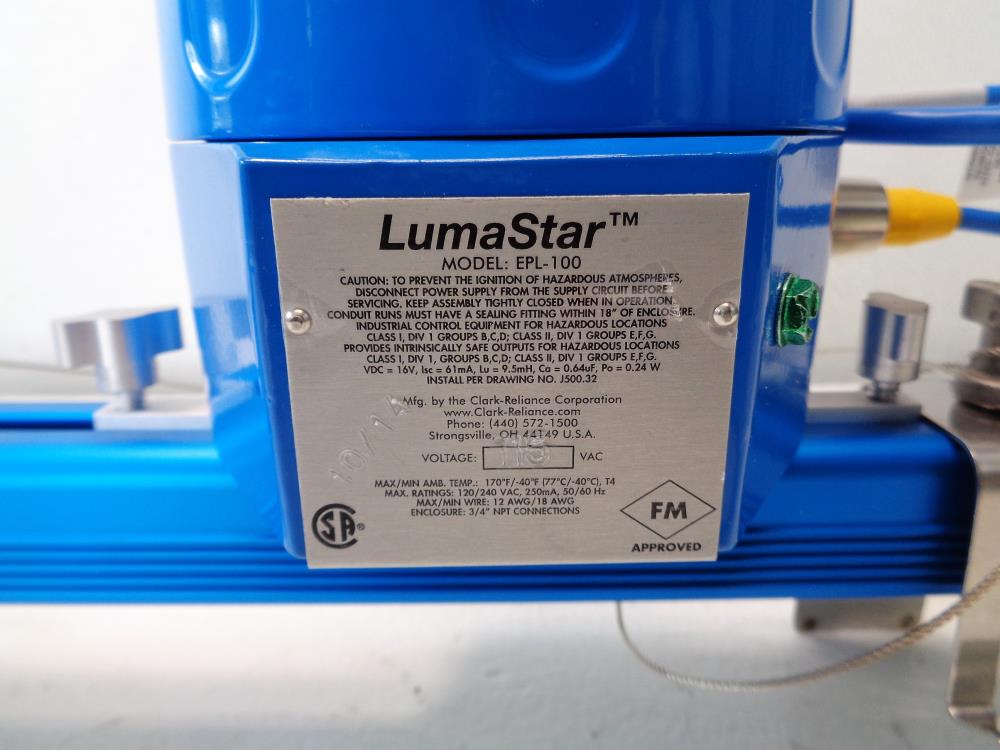 LumaStar™
MODEL: EPL-100
CAUTION: TO PREVENT THE IGNITION OF HAZARDOUS ATMOSPHERES,
DISCONNECT POWER SUPPLY FROM THE SUPPLY CIRCUIT BEFORE
SERVICING. KEEP ASSEMBLY TIGHTLY CLOSED WHEN IN OPERATION.
CONDUIT RUNS MUST HAVE A SEALING FITTING WITHIN 18" OF ENCLOSURE.
INDUSTRIAL CONTROL EQUIPMENT FOR HAZARDOUS LOCATIONS
CLASS I, DIV 1 GROUPS B,C,D; CLASS II, DIV 1 GROUPS E,F,G.
PROVIDES INTRINSICALLY SAFE OUTPUTS FOR HAZARDOUS LOCATIONS
CLASS I, DIV 1, GROUPS B,C,D; CLASS II, DIV 1 GROUPS E,F,G.
VDC = 16V, Isc = 61mA, Lu = 9.5mH, Ca = 0.64uF, Po = 0.24 W
INSTALL PER DRAWING NO. J500.32
Mfg. by the Clark-Reliance Corporation
www.Clark-Reliance.com
Phone: (440) 572-1500
Strongsville, OH 44149 U.S.A.
10/14
VOLTAGE: 115 VAC
MAX/MIN AMB. TEMP.: 170°F/-40°F (77°C/-40°C), T4
MAX. RATINGS: 120/240 VAC, 250mA, 50/60 Hz
MAX/MIN WIRE: 12 AWG/18 AWG
ENCLOSURE: 3/4" NPT CONNECTIONS
CSA®
FM
APPROVED